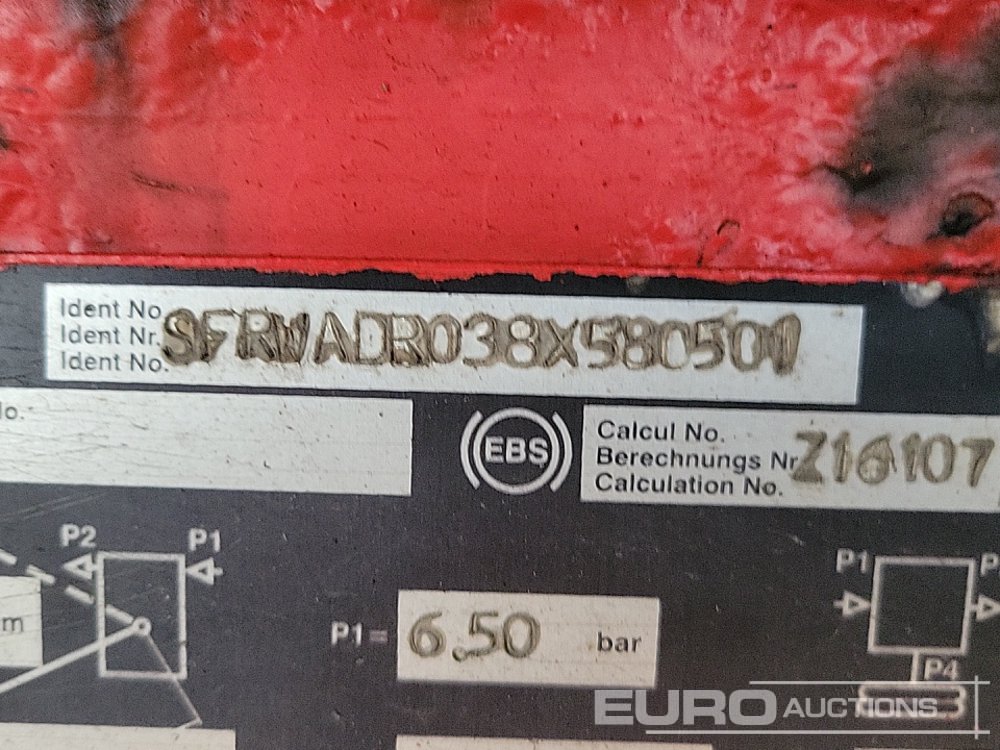 Ident No.
Ident Nr.
Ident No. SFRWADR038X580501
No.
EBS
Calcul No.
Berechnungs Nr
Calculation No. Z16107
P2 P1
P1
m
P1= 6.50 bar
P4
EURO AUCTIONS